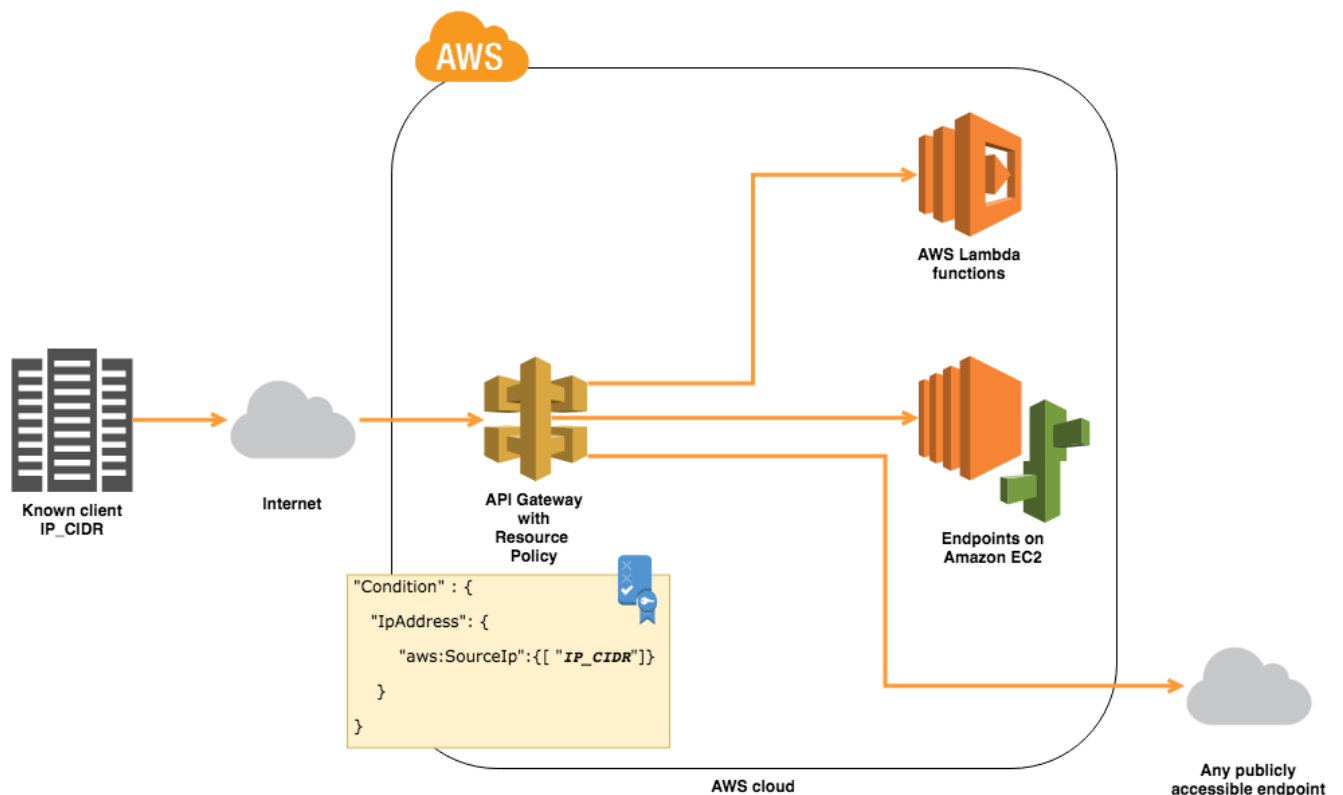 AWS
AWS Lambda
functions
Known client
IP_CIDR
Internet
API Gateway
with
Resource
Policy
Endpoints on
Amazon EC2
"Condition" : {
"IpAddress": {
"aws:SourceIp":{[ "IP_CIDR"]}
}
}
AWS cloud
Any publicly
accessible endpoint